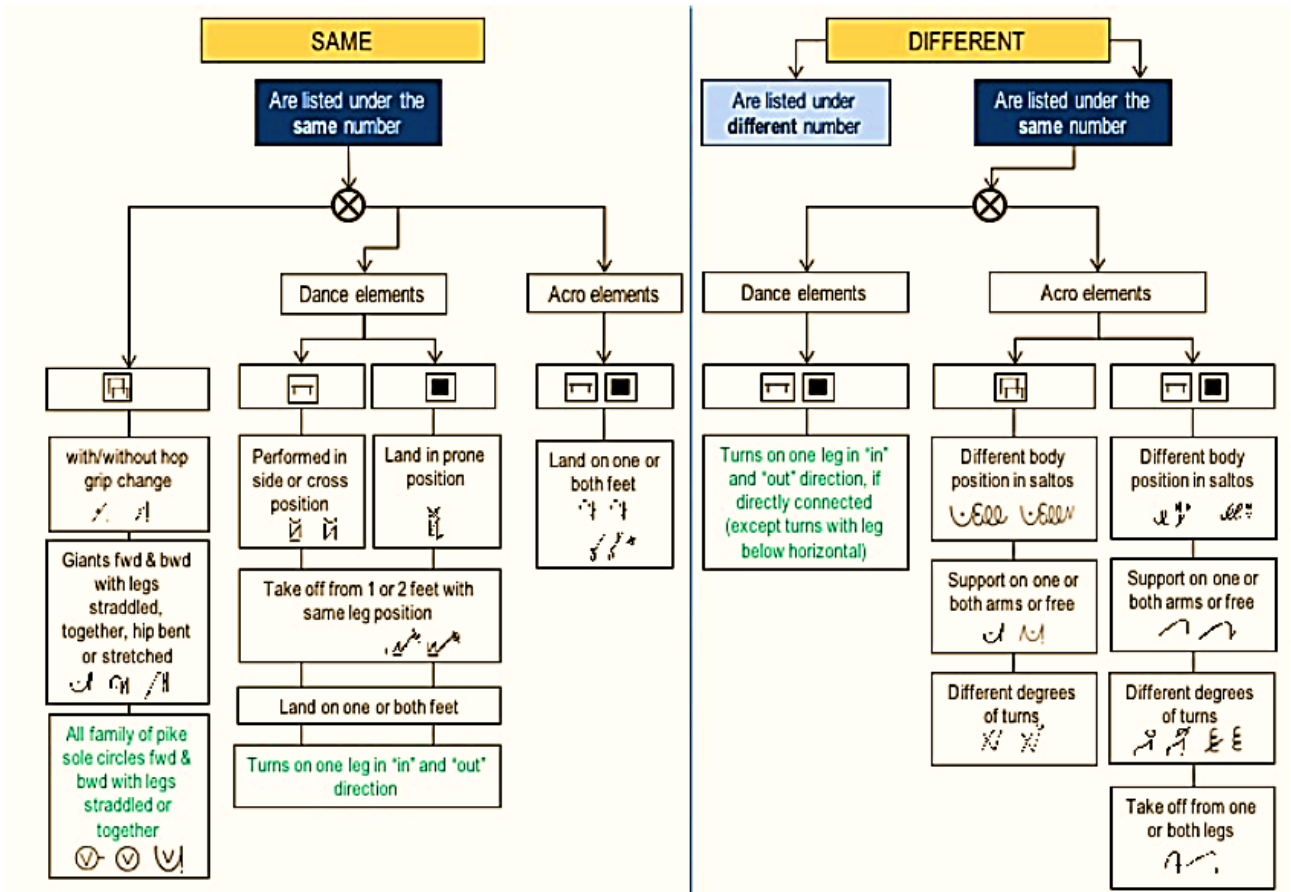 SAME
Are listed under the
same number
Dance elements
Acro elements
with/without hop
grip change
Giants fwd & bwd
with legs
straddled,
together, hip bent
or stretched
All family of pike
sole circles fwd &
bwd with legs
straddled or
together
Performed in
side or cross
position
Land in prone
position
Take off from 1 or 2 feet with
same leg position
Land on one or both feet
Turns on one leg in "in" and "out"
direction
Land on one or
both feet
DIFFERENT
Are listed under
different number
Are listed under the
same number
Dance elements
Acro elements
Turns on one leg in "in"
and "out" direction, if
directly connected
(except turns with leg
below horizontal)
Different body
position in saltos
Support on one or
both arms or free
Different degrees
of turns
Different body
position in saltos
Support on one or
both arms or free
Different degrees
of turns
Take off from one
or both legs